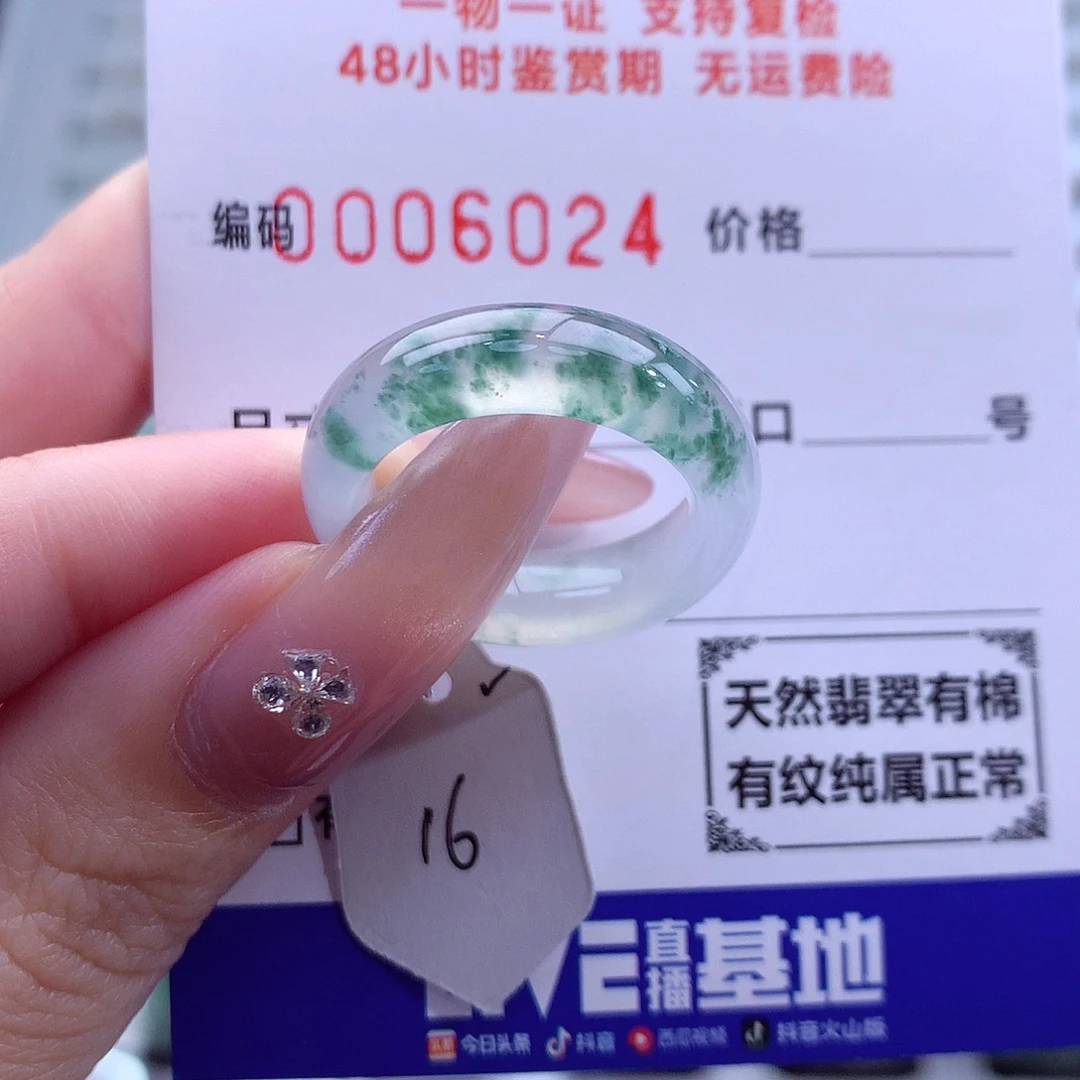 一物一证 支持复检
48小时鉴赏期 无运费险
编码0006024 价格
口 号
天然翡翠有棉
有纹纯属正常
16
直播基地
今日头条 抖音 西瓜视频 抖音火山版